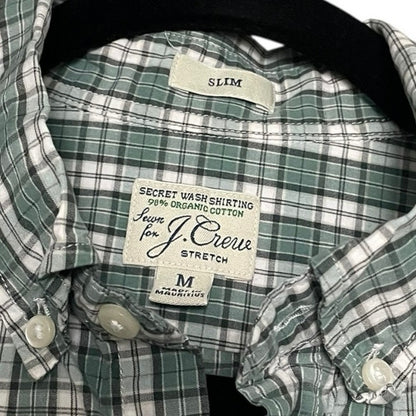 SLIM
SECRET WASH SHIRTING
98% ORGANIC COTTON
Sewn for J.Crew
STRETCH
M
MADE IN
MAURITIUS